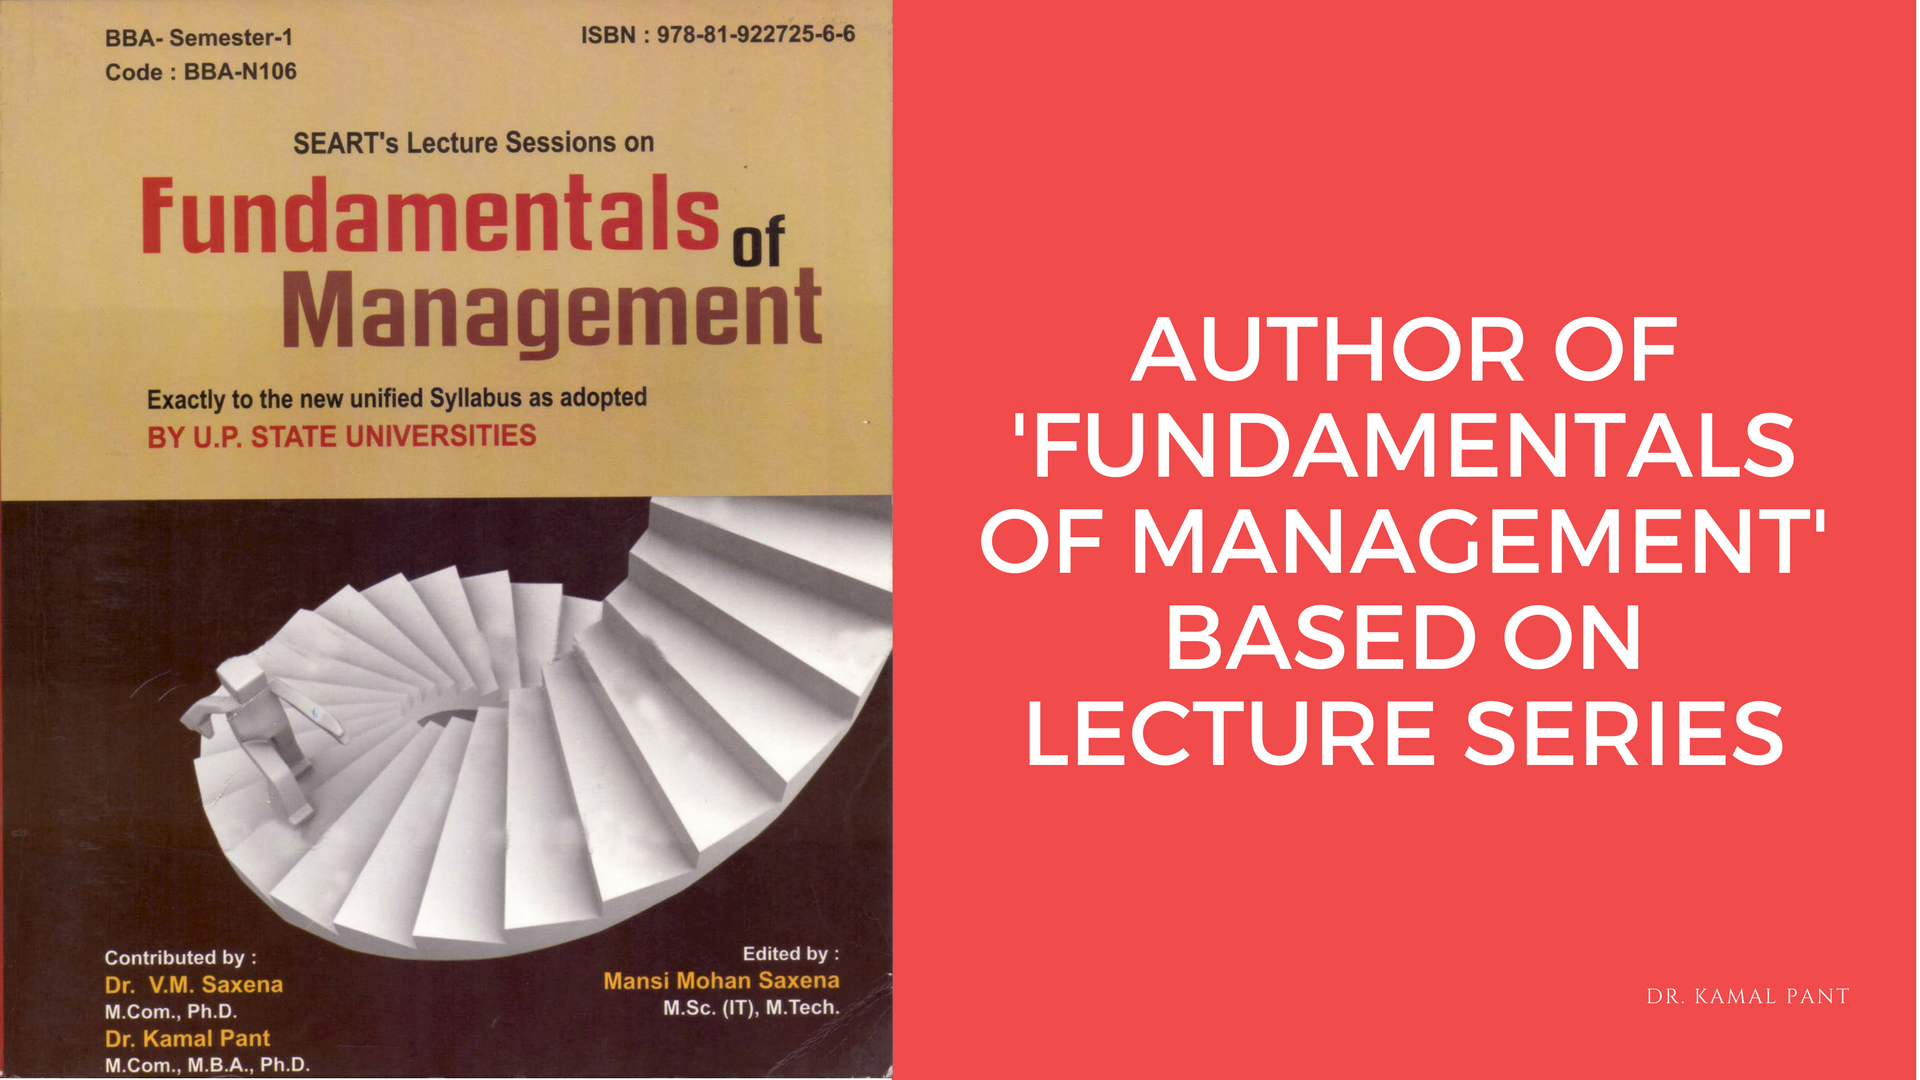 BBA- Semester-1
Code : BBA-N106
ISBN : 978-81-922725-6-6
SEART's Lecture Sessions on
Fundamentals of
Management
Exactly to the new unified Syllabus as adopted
BY U.P. STATE UNIVERSITIES
Contributed by :
Dr. V.M. Saxena
M.Com., Ph.D.
Dr. Kamal Pant
M.Com., M.B.A., Ph.D.
Edited by :
Mansi Mohan Saxena
M.Sc. (IT), M.Tech.
AUTHOR OF
'FUNDAMENTALS
OF MANAGEMENT'
BASED ON
LECTURE SERIES
DR. KAMAL PANT